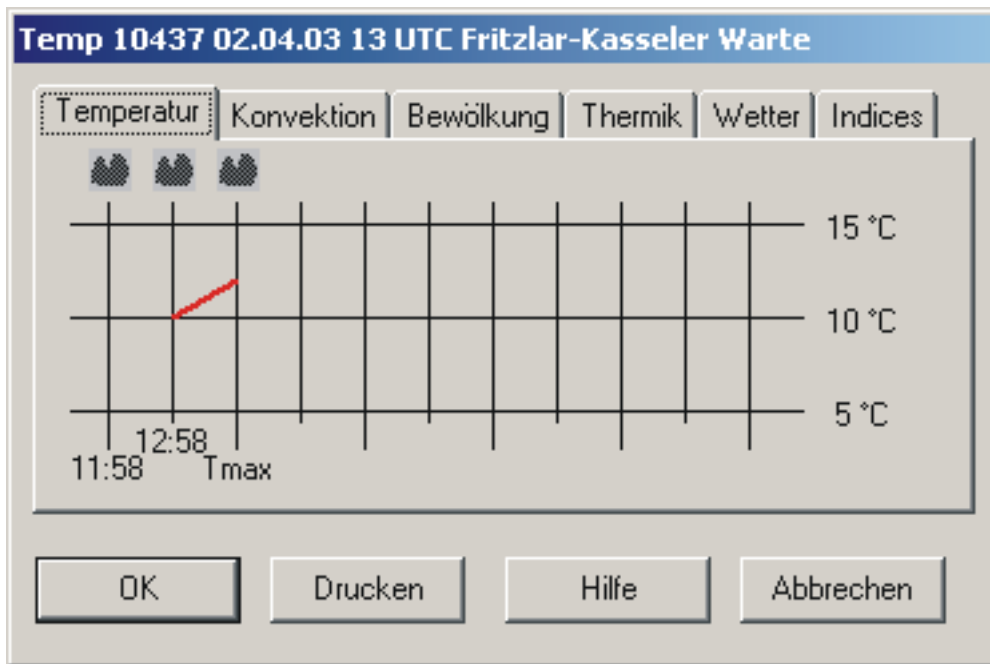 Temp 10437 02.04.03 13 UTC Fritzlar-Kasseler Warte
Temperatur Konvektion Bewölkung Thermik Wetter Indices
15 °C
10 °C
5 °C
12:58
11:58 Tmax
OK Drucken Hilfe Abbrechen